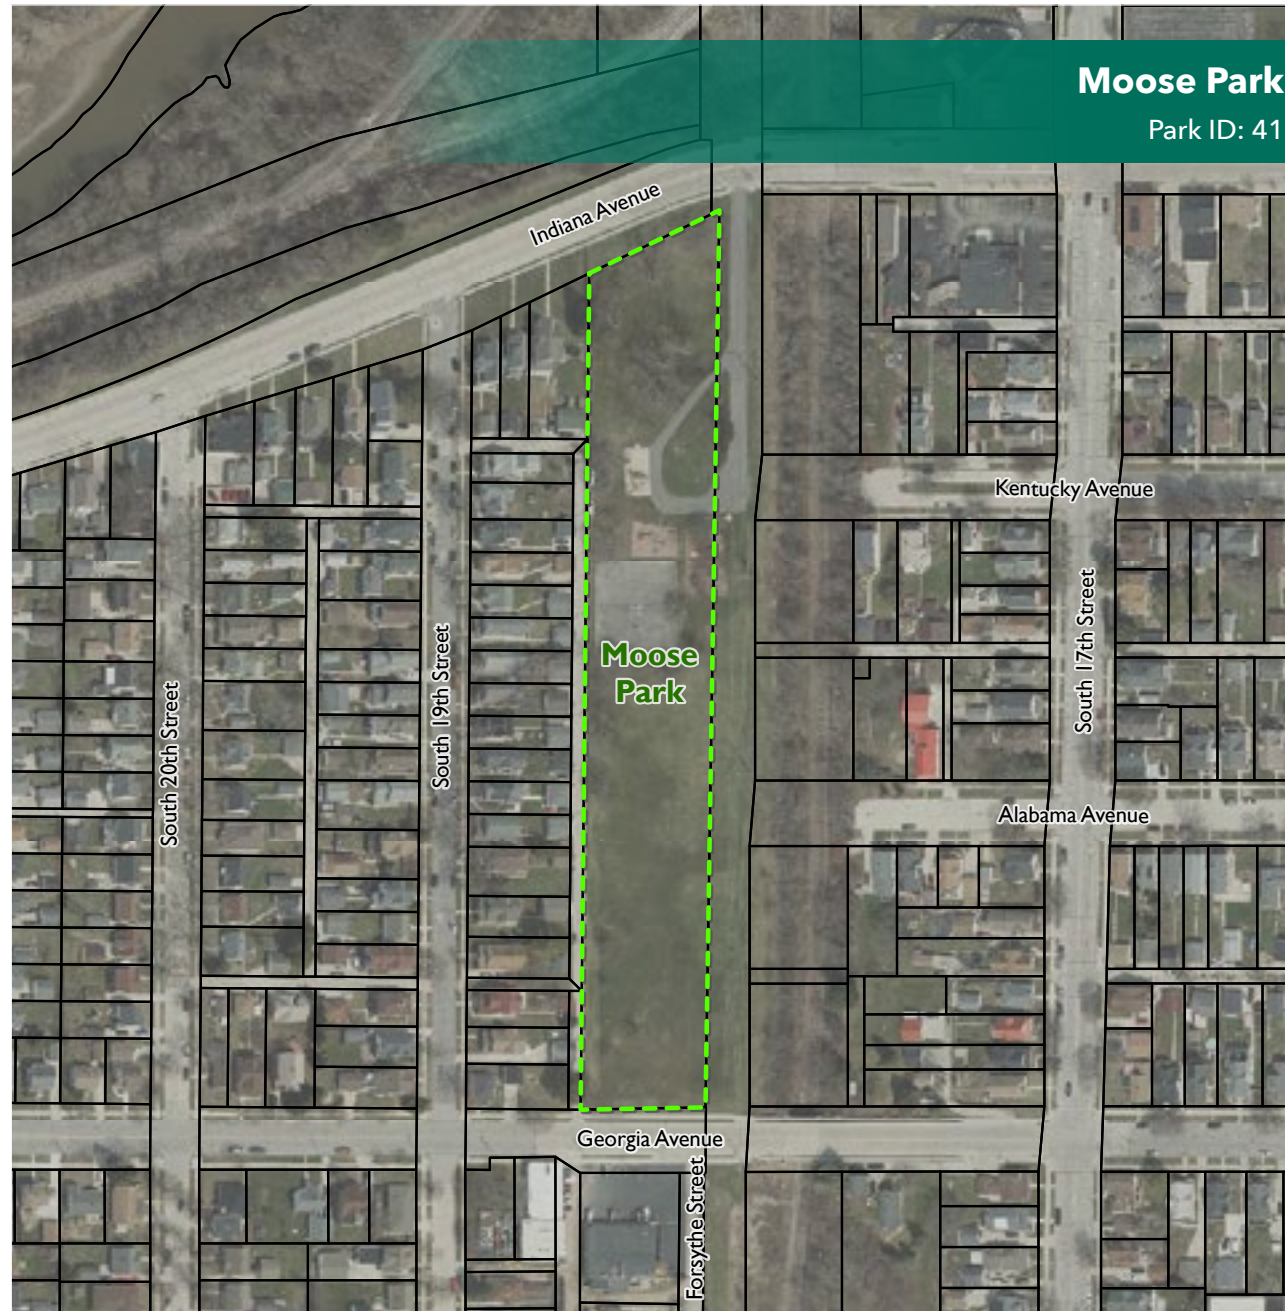 Moose Park
Park ID: 41
Indiana Avenue
Kentucky Avenue
South 17th Street
South 19th Street
Moose
Park
South 20th Street
Alabama Avenue
Georgia Avenue
Forsythe Street